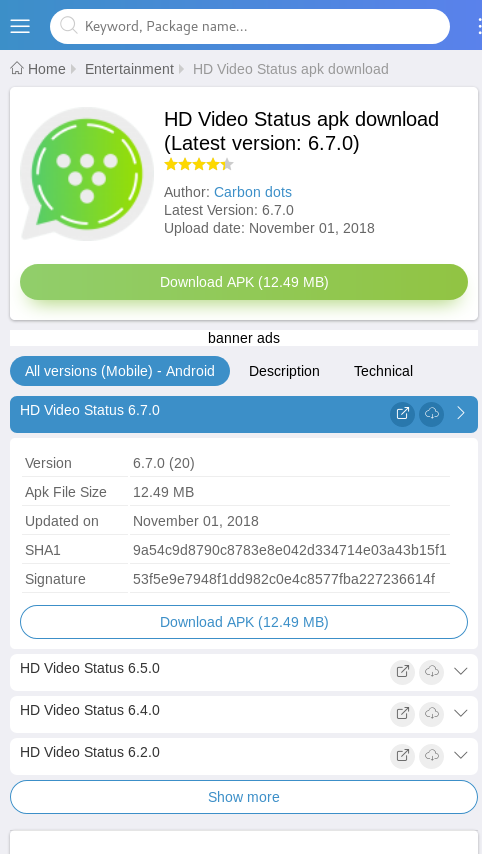 Keyword, Package name...
Home
Entertainment
HD Video Status apk download
HD Video Status apk download
(Latest version: 6.7.0)
Author: Carbon dots
Latest Version: 6.7.0
Upload date: November 01, 2018
Download APK (12.49 MB)
banner ads
All versions (Mobile) - Android
Description
Technical
HD Video Status 6.7.0
Version 6.7.0 (20)
Apk File Size 12.49 MB
Updated on November 01, 2018
SHA1 9a54c9d8790c8783e8e042d334714e03a43b15f1
Signature 53f5e9e7948f1dd982c0e4c8577fba227236614f
Download APK (12.49 MB)
HD Video Status 6.5.0
HD Video Status 6.4.0
HD Video Status 6.2.0
Show more